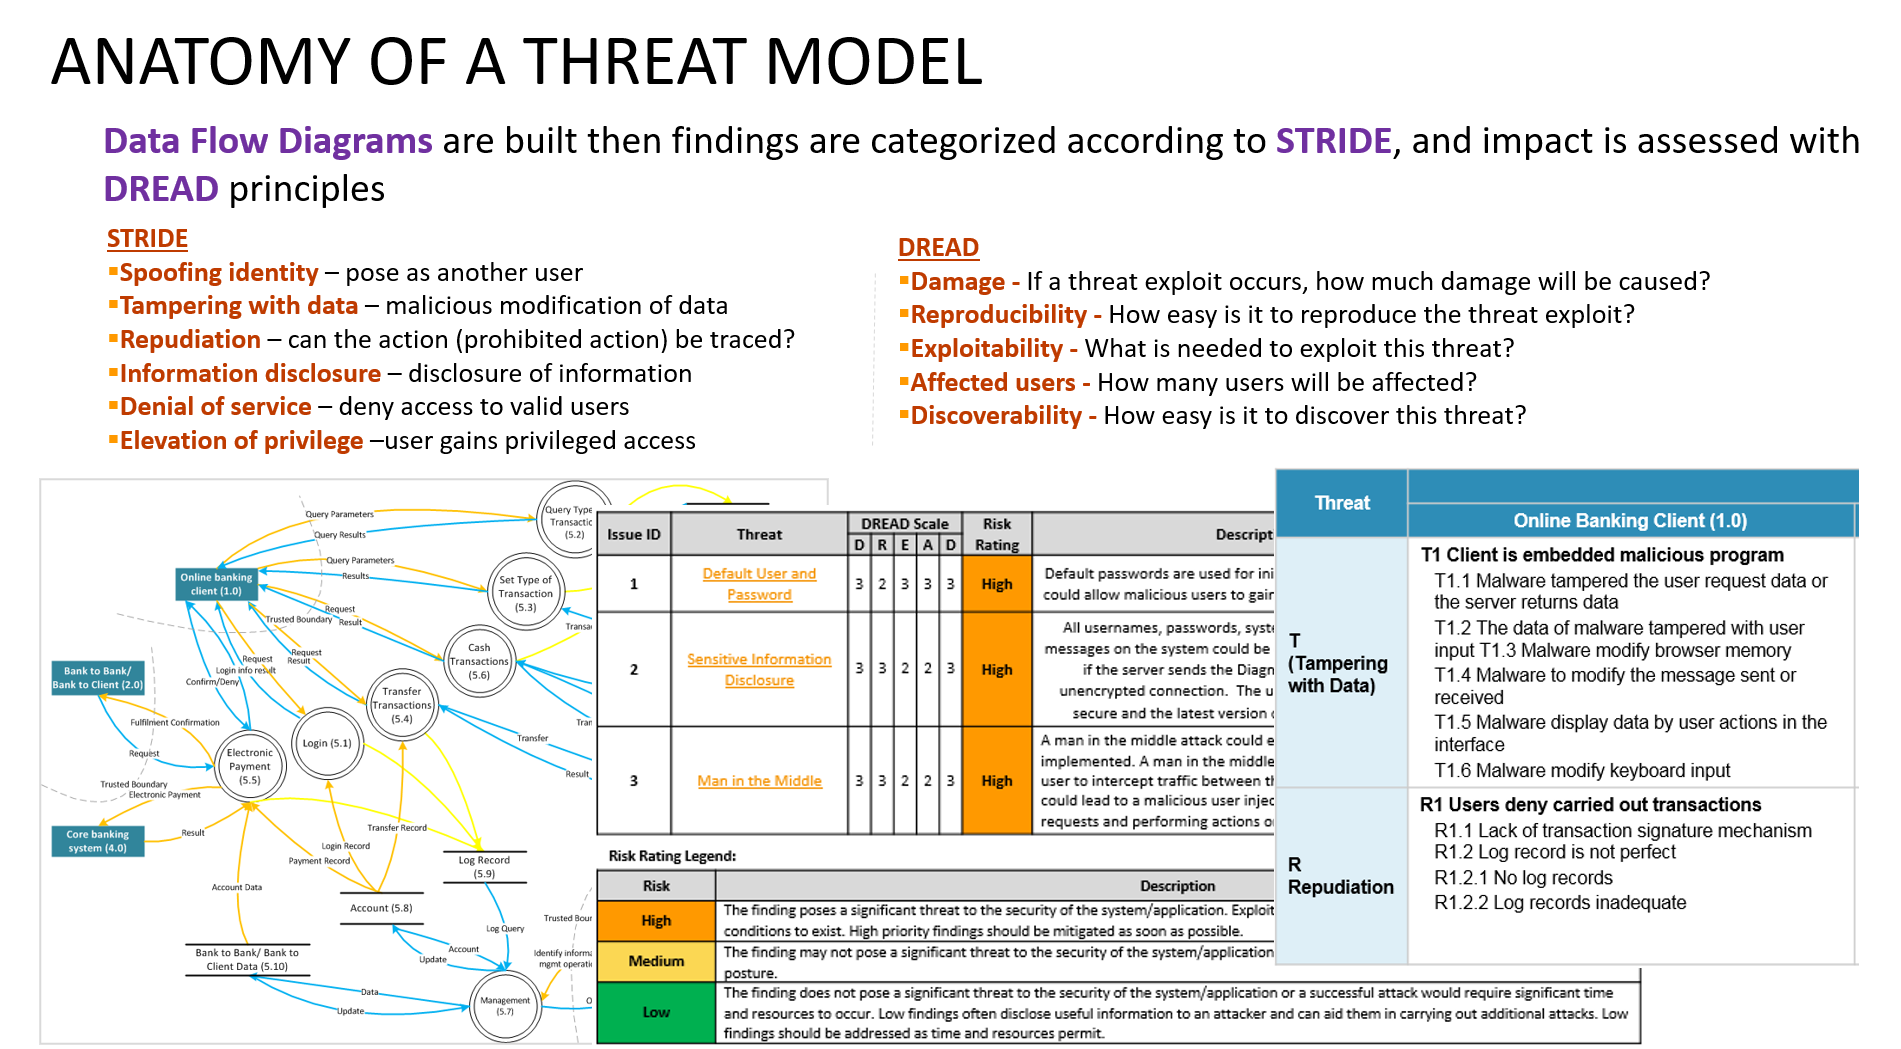 ANATOMY OF A THREAT MODEL
Data Flow Diagrams are built then findings are categorized according to STRIDE, and impact is assessed with
DREAD principles
STRIDE
▪Spoofing identity – pose as another user
▪Tampering with data – malicious modification of data
▪Repudiation – can the action (prohibited action) be traced?
▪Information disclosure – disclosure of information
▪Denial of service – deny access to valid users
▪Elevation of privilege –user gains privileged access
DREAD
▪Damage - If a threat exploit occurs, how much damage will be caused?
▪Reproducibility - How easy is it to reproduce the threat exploit?
▪Exploitability - What is needed to exploit this threat?
▪Affected users - How many users will be affected?
▪Discoverability - How easy is it to discover this threat?
Query Parameters
Query Results
Query Parameters
Results
Query Type
Transactic
(5.2)
Online banking
client (1.0)
Set Type of
Transaction
(5.3)
Request
Result
Trusted Boundary
Transa
Cash
Transactions
(5.6)
Request
Result
Request
Login info result
Confirm/Deny
Bank to Bank/
Bank to Client (2.0)
Transfer
Transactions
(5.4)
Fulfilment Confirmation
Request
Login (5.1)
Tran
Transfer
Result
Electronic
Payment
(5.5)
Trusted Boundary
Electronic Payment
Core banking
system (4.0)
Result
Transfer Record
Login Record
Payment Record
Log Record
(5.9)
Account Data
Account (5.8)
Trusted Bour
Log Query
Account
Update
Identify informa
mgmt operatic
Bank to Bank/ Bank to
Client Data (5.10)
Data
Update
Management
(5.7)
O
Issue ID
Threat
DREAD Scale
D R E A D
Risk
Rating
Descript
1
Default User and
Password
3 2 3 3 3
High
Default passwords are used for ini
could allow malicious users to gair
2
Sensitive Information
Disclosure
3 3 2 2 3
High
All usernames, passwords, syste
messages on the system could be
if the server sends the Diagn
unencrypted connection. The u
secure and the latest version o
3
Man in the Middle
3 3 2 2 3
High
A man in the middle attack could e
implemented. A man in the middle
user to intercept traffic between th
could lead to a malicious user injec
requests and performing actions o
Risk Rating Legend:
Risk
Description
High
The finding poses a significant threat to the security of the system/application. Exploit
conditions to exist. High priority findings should be mitigated as soon as possible.
Medium
The finding may not pose a significant threat to the security of the system/application
posture.
Low
The finding does not pose a significant threat to the security of the system/application or a successful attack would require significant time
and resources to occur. Low findings often disclose useful information to an attacker and can aid them in carrying out additional attacks. Low
findings should be addressed as time and resources permit.
Threat
Online Banking Client (1.0)
T
(Tampering
with Data)
T1 Client is embedded malicious program
T1.1 Malware tampered the user request data or
the server returns data
T1.2 The data of malware tampered with user
input T1.3 Malware modify browser memory
T1.4 Malware to modify the message sent or
received
T1.5 Malware display data by user actions in the
interface
T1.6 Malware modify keyboard input
R
Repudiation
R1 Users deny carried out transactions
R1.1 Lack of transaction signature mechanism
R1.2 Log record is not perfect
R1.2.1 No log records
R1.2.2 Log records inadequate